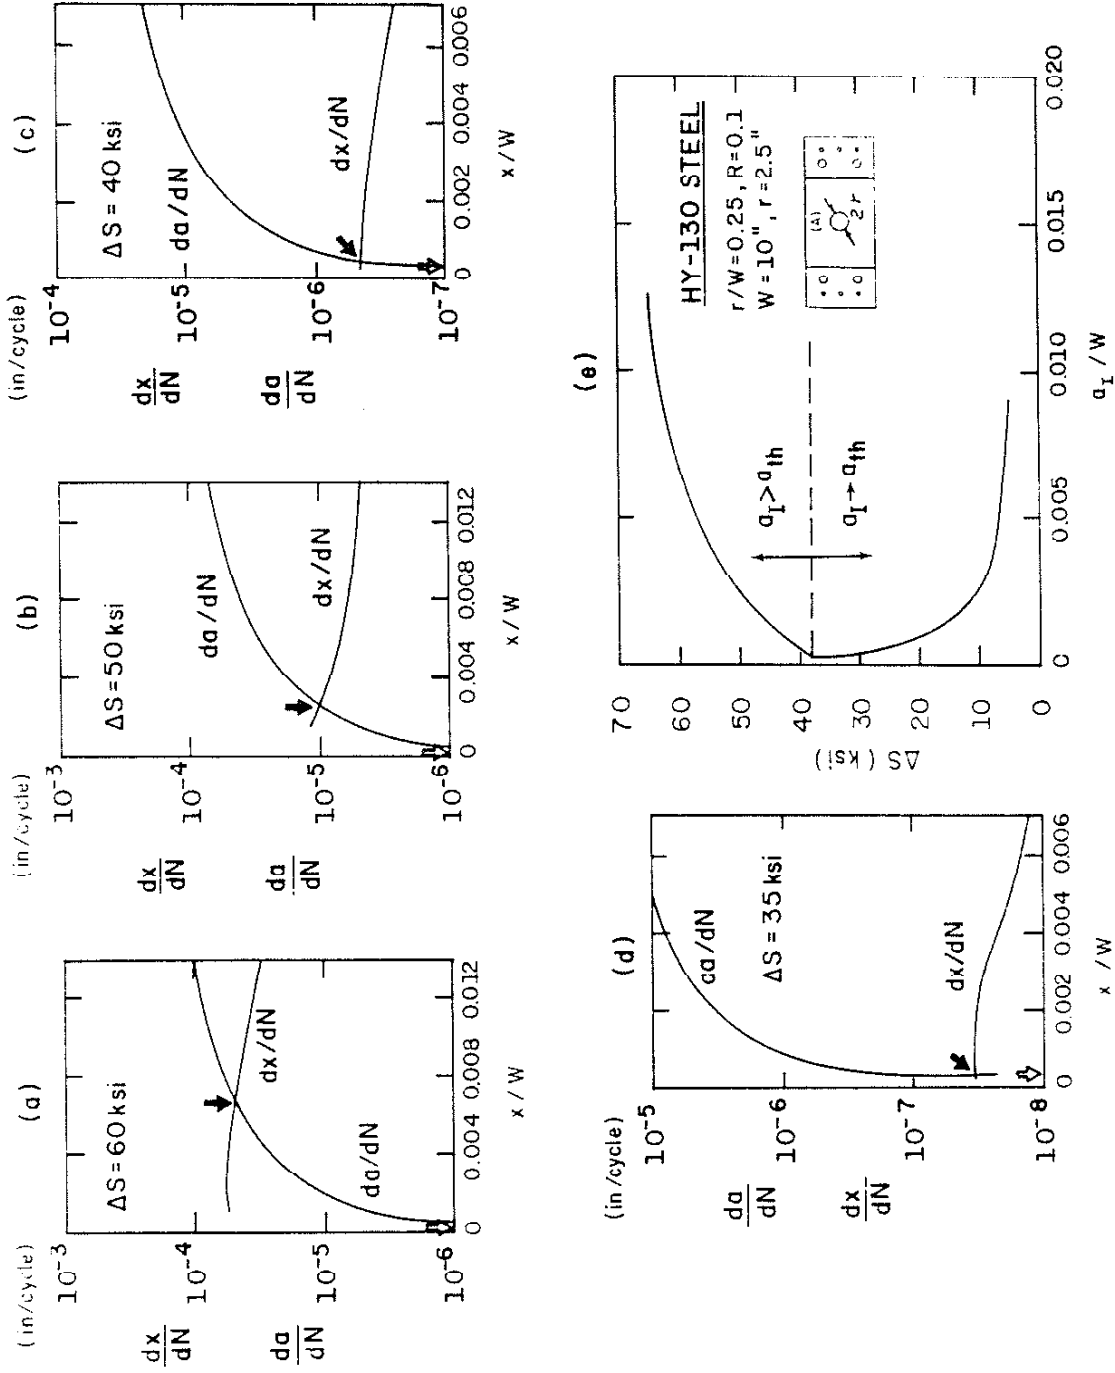 (a)
(in/cycle)
10⁻³
10⁻⁴
10⁻⁵
10⁻⁶
dx/dN
da/dN
ΔS = 60 ksi
dx/dN
da/dN
0 0.004 0.008 0.012
x/W
(b)
(in/cycle)
10⁻³
10⁻⁴
10⁻⁵
10⁻⁶
dx/dN
da/dN
ΔS = 50 ksi
da/dN
dx/dN
0 0.004 0.008 0.012
x/W
(c)
(in/cycle)
10⁻⁴
10⁻⁵
10⁻⁶
10⁻⁷
dx/dN
da/dN
ΔS = 40 ksi
da/dN
dx/dN
0 0.002 0.004 0.006
x/W
(d)
(in/cycle)
10⁻⁵
10⁻⁶
10⁻⁷
10⁻⁸
da/dN
dx/dN
ca/dN
ΔS = 35 ksi
dx/dN
0 0.002 0.004 0.006
x/W
(e)
70
60
50
40
30
20
10
0
ΔS (ksi)
HY-130 STEEL
r/W=0.25, R=0.1
W=10", r=2.5"
(A)
2r
a_I > a_th
a_I → a_th
0 0.005 0.010 0.015 0.020
a_I / W